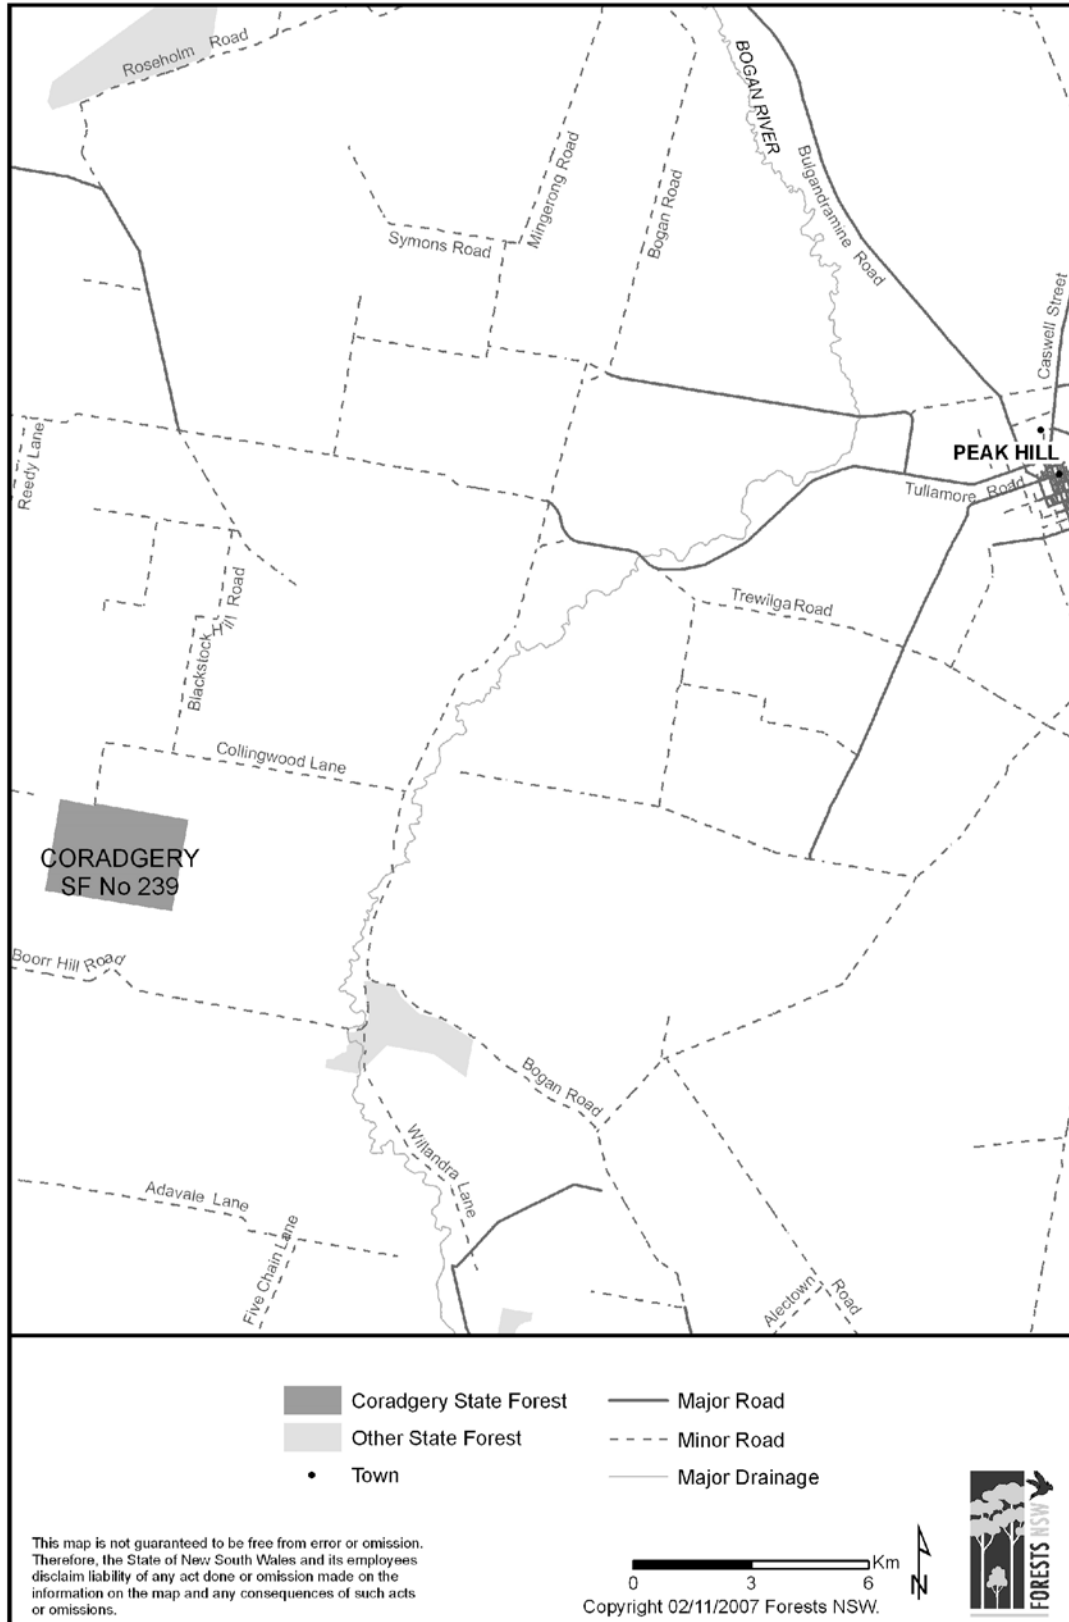 Roseholm Road
BOGAN RIVER
Mingerong Road
Bogan Road
Bulgandramine Road
Symons Road
Caswell Street
Reedy Lane
PEAK HILL
Tullamore Road
Blackstock Hill Road
Trewilga Road
Collingwood Lane
CORADGERY
SF No 239
Boorr Hill Road
Bogan Road
Willandra Lane
Adavale Lane
Five Chain Lane
Alectown Road
Coradgery State Forest
Other State Forest
Town
Major Road
Minor Road
Major Drainage
This map is not guaranteed to be free from error or omission.
Therefore, the State of New South Wales and its employees
disclaim liability of any act done or omission made on the
information on the map and any consequences of such acts
or omissions.
Km
0 3 6
N
Copyright 02/11/2007 Forests NSW.
FORESTS NSW